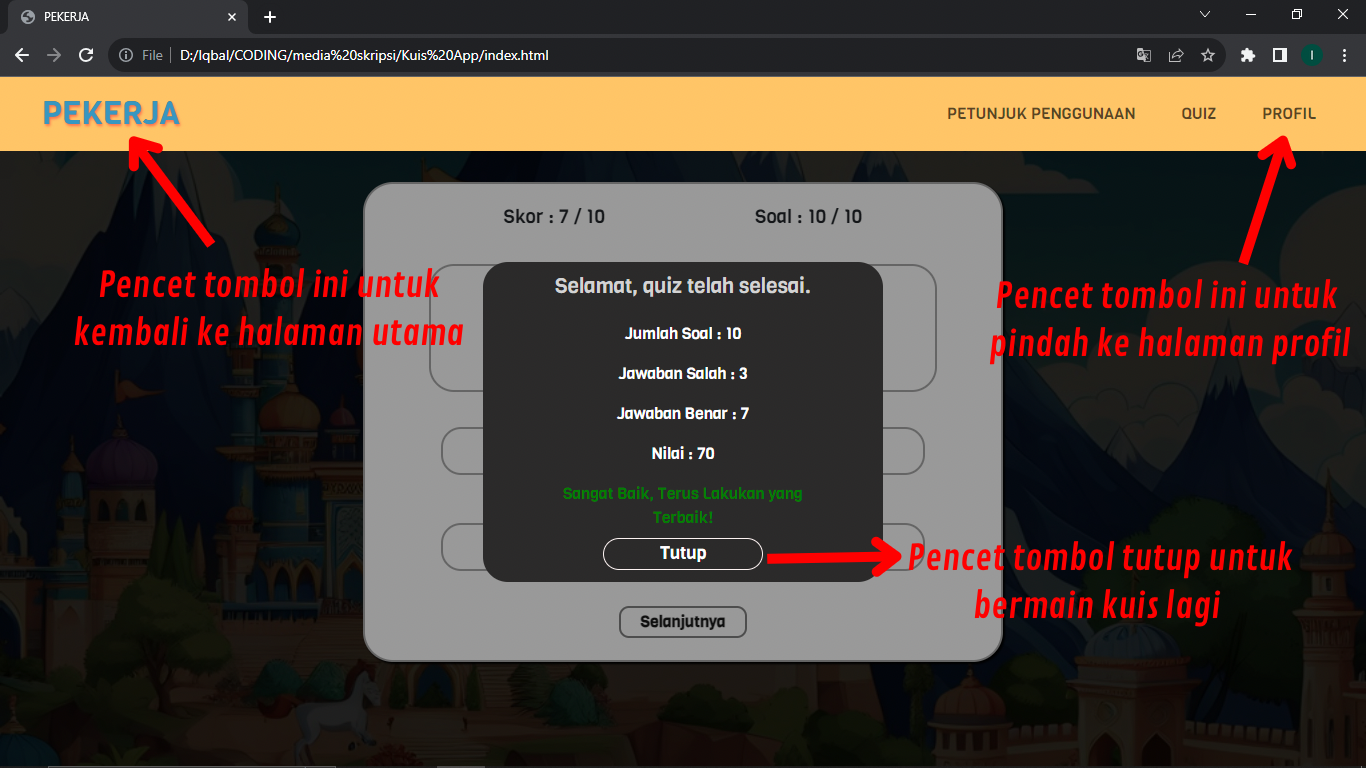 PEKERJA
File
D:/Iqbal/CODING/media%20skripsi/Kuis%20App/index.html
I
PEKERJA
PETUNJUK PENGGUNAAN
QUIZ
PROFIL
Skor : 7 / 10
Soal : 10 / 10
Pencet tombol ini untuk
kembali ke halaman utama
Pencet tombol ini untuk
pindah ke halaman profil
Selamat, quiz telah selesai.
Jumlah Soal : 10
Jawaban Salah : 3
Jawaban Benar : 7
Nilai : 70
Sangat Baik, Terus Lakukan yang
Terbaik!
Tutup
Pencet tombol tutup untuk
bermain kuis lagi
Selanjutnya